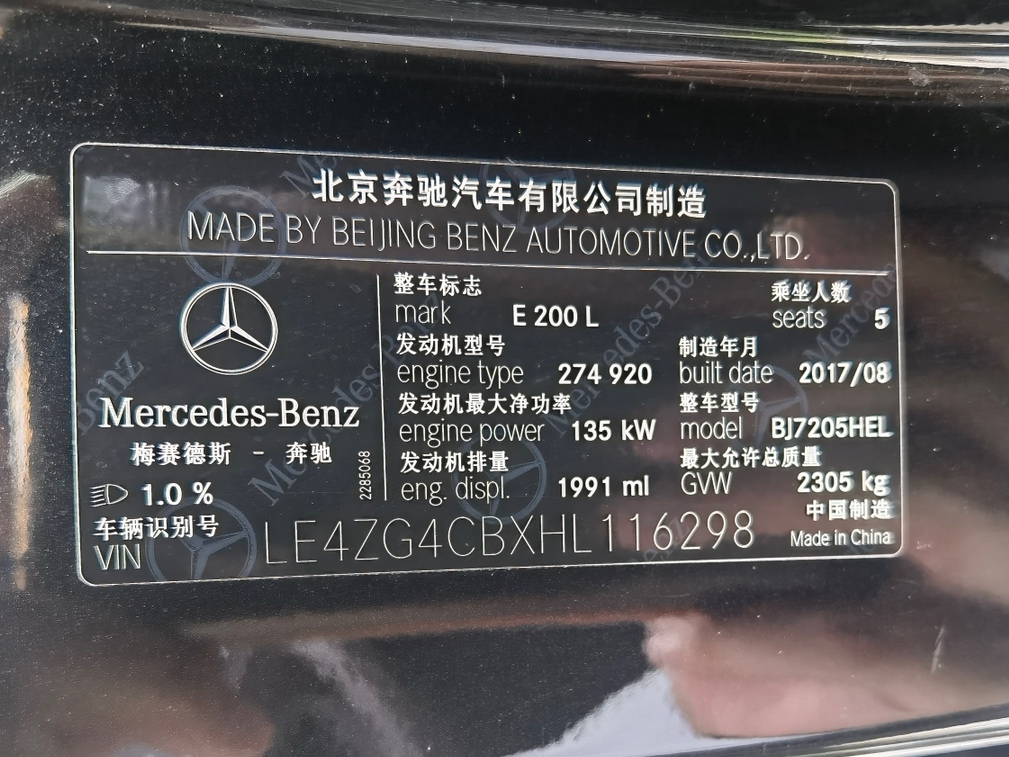 北京奔驰汽车有限公司制造
MADE BY BEIJING BENZ AUTOMOTIVE CO.,LTD.
Mercedes-Benz
梅赛德斯 - 奔驰
1.0 %
2285068
整车标志
mark E 200 L
乘坐人数
seats 5
发动机型号
engine type 274 920
制造年月
built date 2017/08
发动机最大净功率
engine power 135 kW
整车型号
model BJ7205HEL
发动机排量
eng. displ. 1991 ml
最大允许总质量
GVW 2305 kg
车辆识别号
VIN LE4ZG4CBXHL116298
中国制造
Made in China